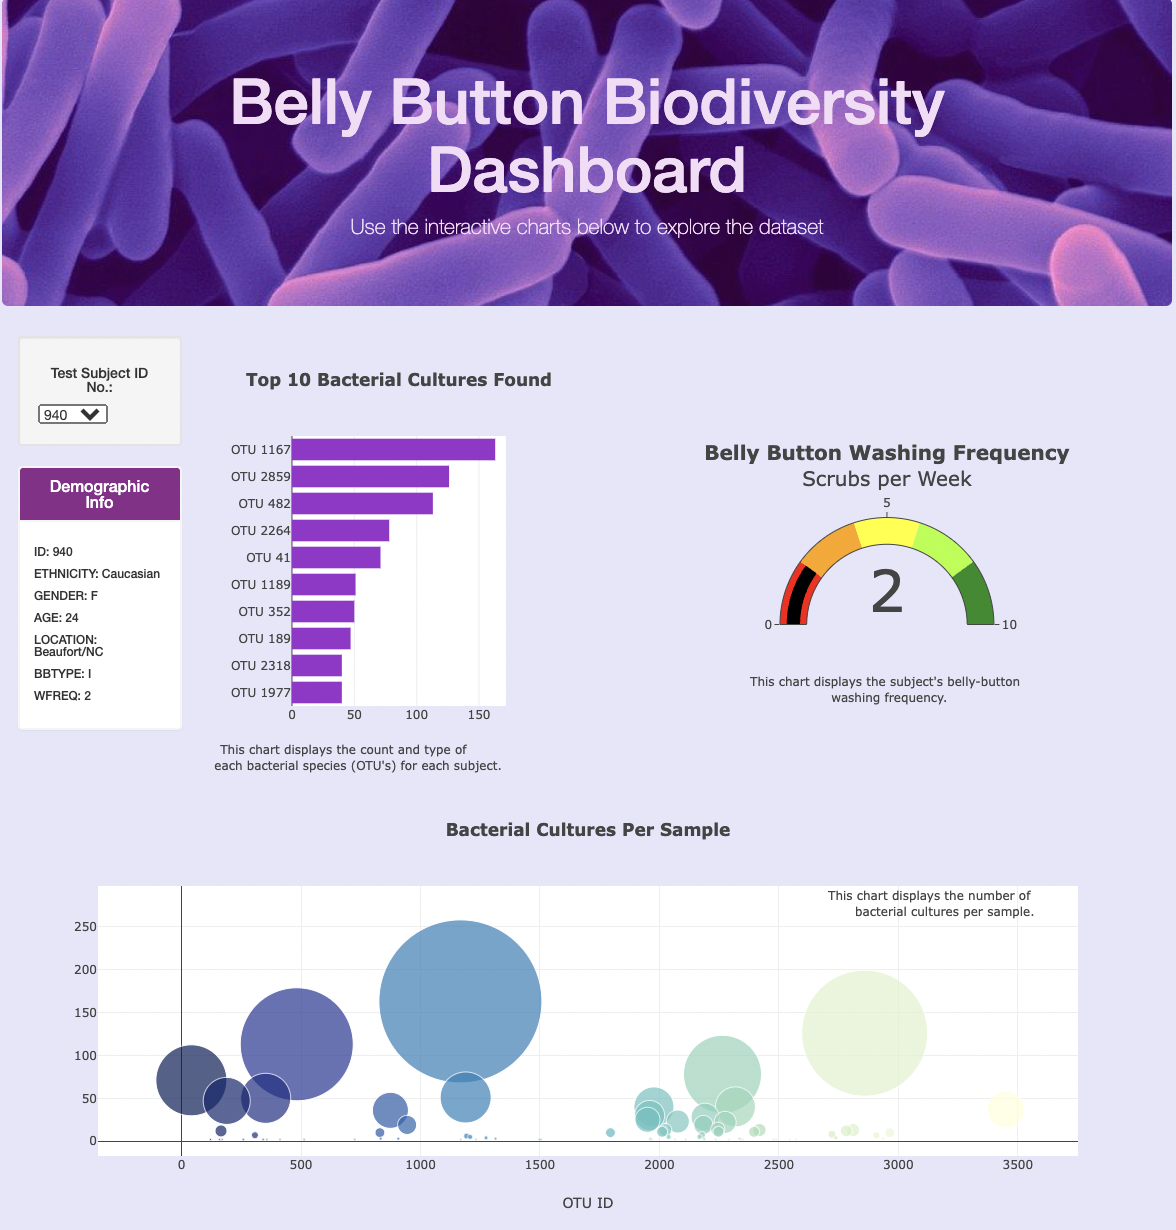 Belly Button Biodiversity
Dashboard
Use the interactive charts below to explore the dataset
Test Subject ID
No.:
940
Demographic
Info
ID: 940
ETHNICITY: Caucasian
GENDER: F
AGE: 24
LOCATION:
Beaufort/NC
BBTYPE: I
WFREQ: 2
Top 10 Bacterial Cultures Found
OTU 1167
OTU 2859
OTU 482
OTU 2264
OTU 41
OTU 1189
OTU 352
OTU 189
OTU 2318
OTU 1977
0 50 100 150
This chart displays the count and type of
each bacterial species (OTU's) for each subject.
Belly Button Washing Frequency
Scrubs per Week
5
2
0 10
This chart displays the subject's belly-button
washing frequency.
Bacterial Cultures Per Sample
This chart displays the number of
bacterial cultures per sample.
250
200
150
100
50
0
0 500 1000 1500 2000 2500 3000 3500
OTU ID